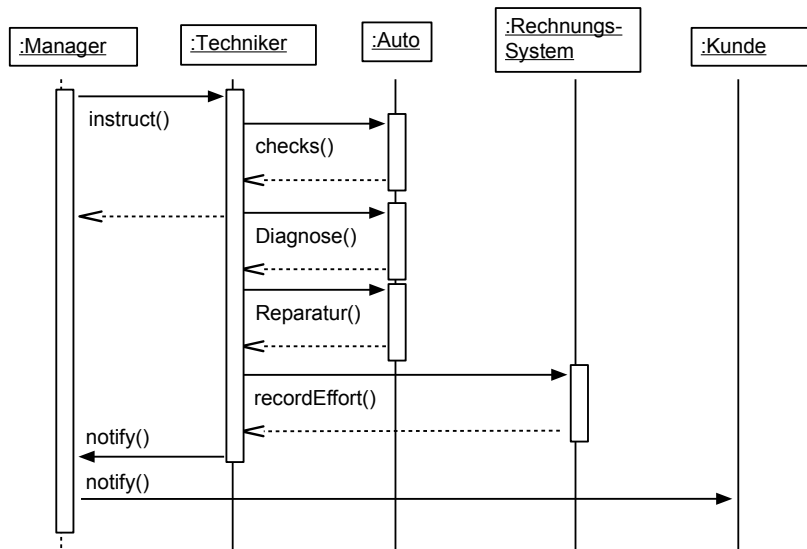 :Manager
:Techniker
:Auto
:Rechnungs-
System
:Kunde
instruct()
checks()
Diagnose()
Reparatur()
recordEffort()
notify()
notify()